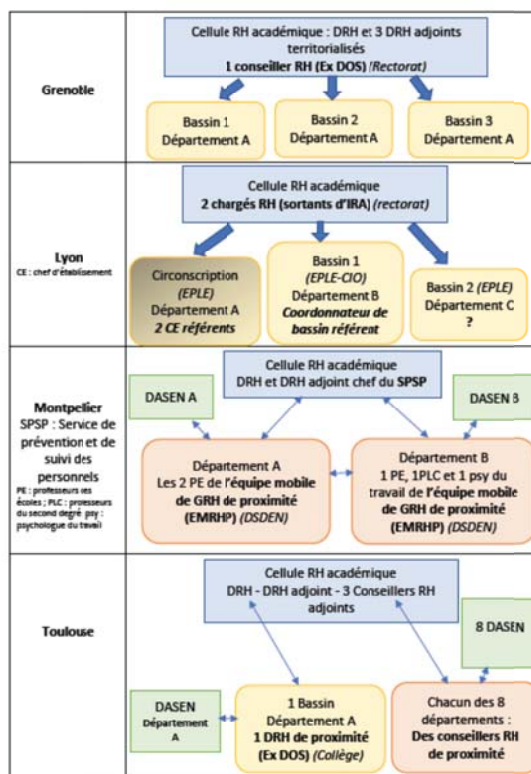 Grenoble
Cellule RH académique : DRH et 3 DRH adjoints
territorialisés
1 conseiller RH (Ex DOS) (Rectorat)
Bassin 1
Département A
Bassin 2
Département A
Bassin 3
Département A
Lyon
CE : chef d'établissement
Cellule RH académique
2 chargés RH (sortants d'IRA) (rectorat)
Circonscription
(EPLE)
Département A
2 CE référents
Bassin 1
(EPLE-CIO)
Département B
Coordonnateur de
bassin référent
Bassin 2 (EPLE)
Département C
?
Montpellier
SPSP : Service de
prévention et de
suivi des
personnels
PE : professeurs des
écoles ; PLC : professeurs
du second degré psy :
psychologue du travail
Cellule RH académique
DRH et DRH adjoint chef du SPSP
DASEN A
DASEN B
Département A
Les 2 PE de l'équipe mobile
de GRH de proximité
(EMRHP) (DSDEN)
Département B
1 PE, 1PLC et 1 psy du
travail de l'équipe mobile
de GRH de proximité
(EMRHP) (DSDEN)
Toulouse
Cellule RH académique
DRH - DRH adjoint - 3 Conseillers RH
adjoints
8 DASEN
DASEN
Département
A
1 Bassin
Département A
1 DRH de proximité
(Ex DOS) (Collège)
Chacun des 8
départements :
Des conseillers RH
de proximité